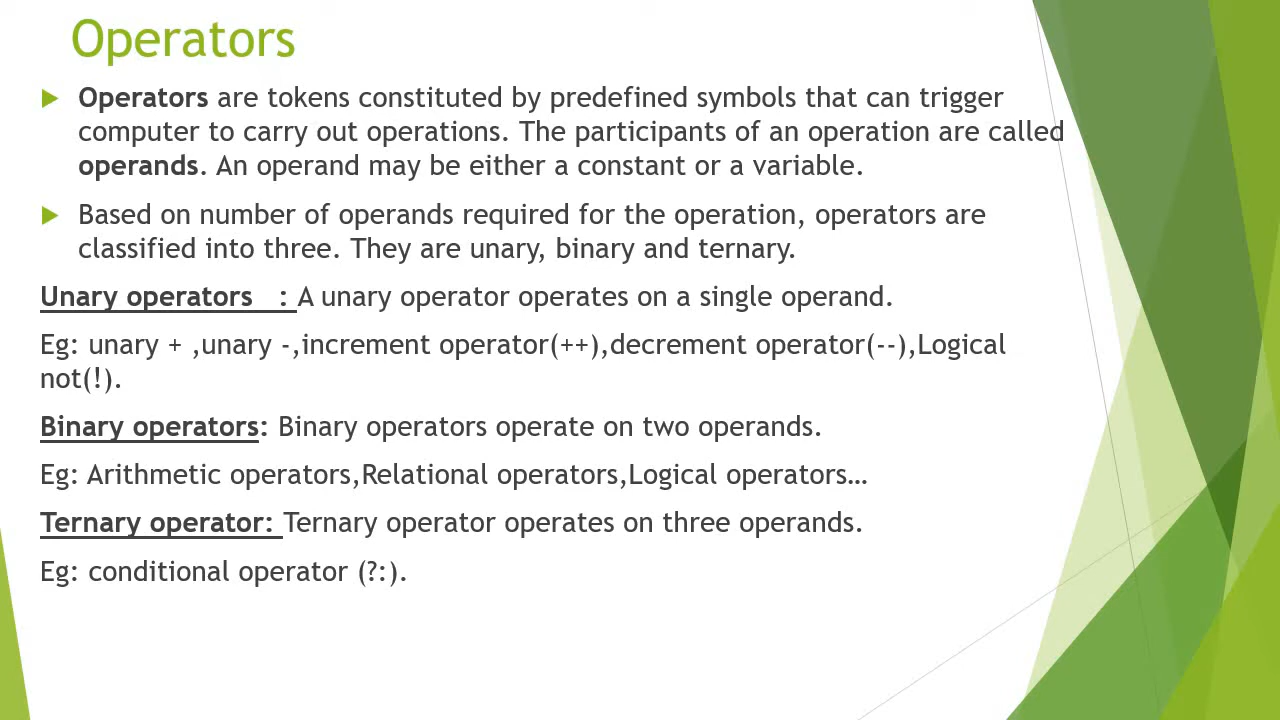 Operators
Operators are tokens constituted by predefined symbols that can trigger
computer to carry out operations. The participants of an operation are called
operands. An operand may be either a constant or a variable.
Based on number of operands required for the operation, operators are
classified into three. They are unary, binary and ternary.
Unary operators : A unary operator operates on a single operand.
Eg: unary + ,unary -,increment operator(++),decrement operator(--),Logical
not(!).
Binary operators: Binary operators operate on two operands.
Eg: Arithmetic operators,Relational operators,Logical operators…
Ternary operator: Ternary operator operates on three operands.
Eg: conditional operator (?:).